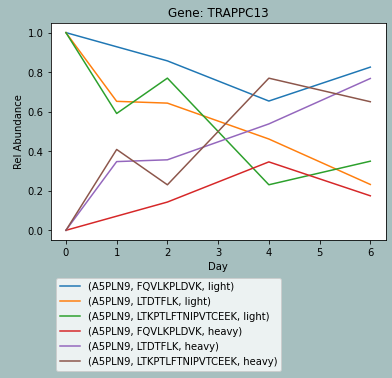 Gene: TRAPPC13
1.0
0.8
0.6
0.4
0.2
0.0
Rel Abundance
0 1 2 3 4 5 6
Day
(A5PLN9, FQVLKPLDVK, light)
(A5PLN9, LTDTFLK, light)
(A5PLN9, LTKPTLFTNIPVTCEEK, light)
(A5PLN9, FQVLKPLDVK, heavy)
(A5PLN9, LTDTFLK, heavy)
(A5PLN9, LTKPTLFTNIPVTCEEK, heavy)